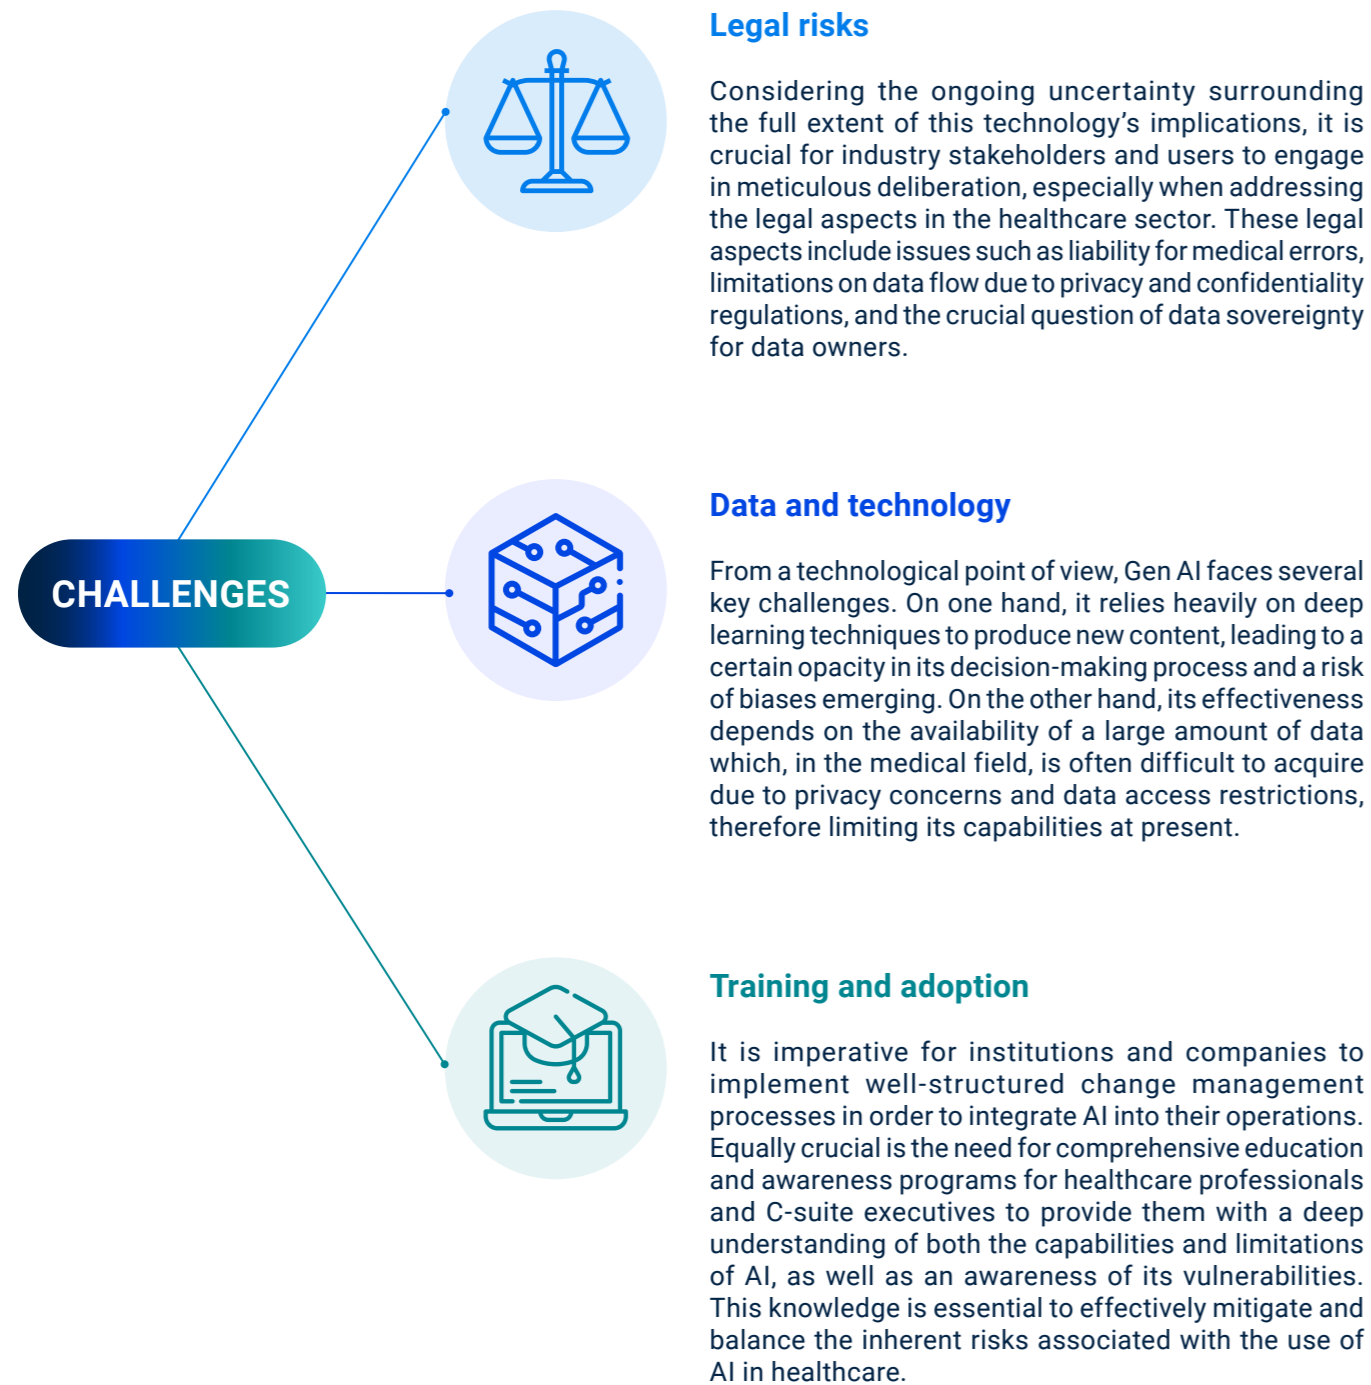 Legal risks
Considering the ongoing uncertainty surrounding
the full extent of this technology’s implications, it is
crucial for industry stakeholders and users to engage
in meticulous deliberation, especially when addressing
the legal aspects in the healthcare sector. These legal
aspects include issues such as liability for medical errors,
limitations on data flow due to privacy and confidentiality
regulations, and the crucial question of data sovereignty
for data owners.
CHALLENGES
Data and technology
From a technological point of view, Gen AI faces several
key challenges. On one hand, it relies heavily on deep
learning techniques to produce new content, leading to a
certain opacity in its decision-making process and a risk
of biases emerging. On the other hand, its effectiveness
depends on the availability of a large amount of data
which, in the medical field, is often difficult to acquire
due to privacy concerns and data access restrictions,
therefore limiting its capabilities at present.
Training and adoption
It is imperative for institutions and companies to
implement well-structured change management
processes in order to integrate AI into their operations.
Equally crucial is the need for comprehensive education
and awareness programs for healthcare professionals
and C-suite executives to provide them with a deep
understanding of both the capabilities and limitations
of AI, as well as an awareness of its vulnerabilities.
This knowledge is essential to effectively mitigate and
balance the inherent risks associated with the use of
AI in healthcare.